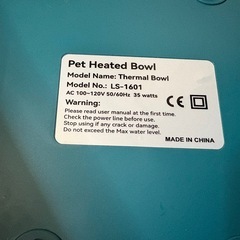 Pet Heated Bowl
Model Name: Thermal Bowl
Model No.: LS-1601
AC 100~120V 50/60Hz 35 watts
Warning:
Please read user manual at the first time.
Check the power line before use.
Stop using if any crack or damage.
Do not exceed the Max water level.
CE
MADE IN CHINA